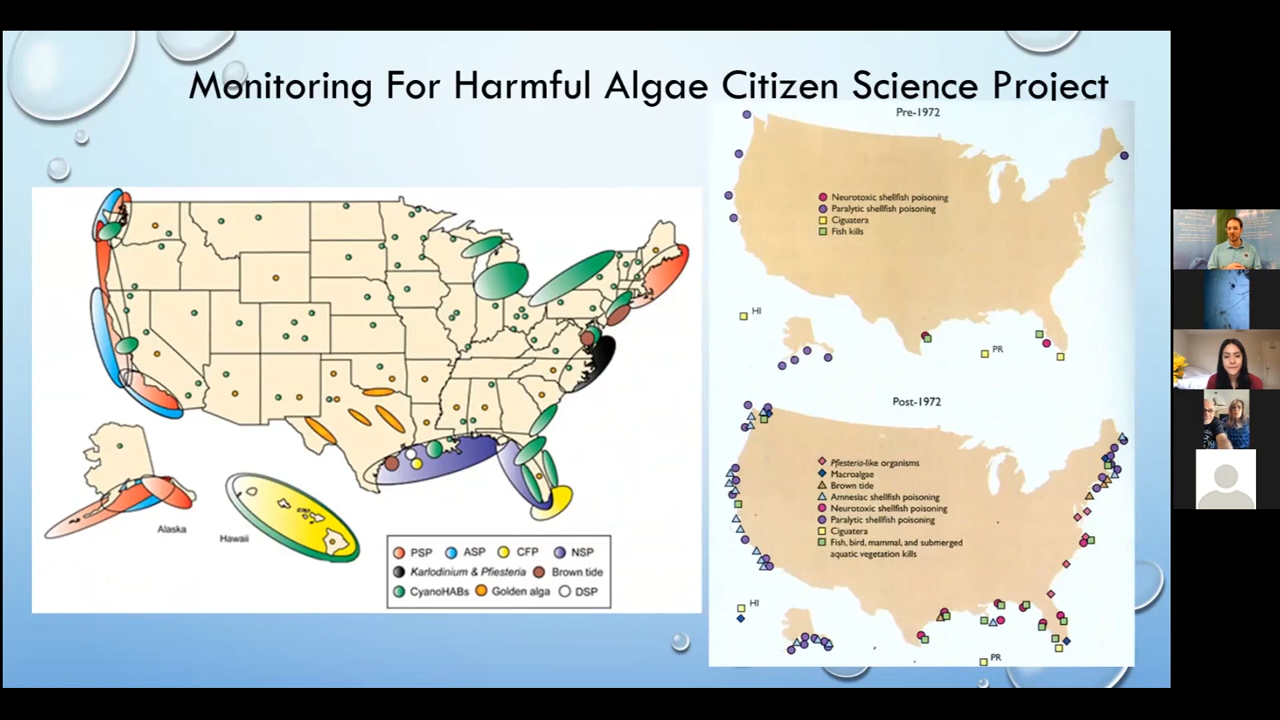 Monitoring For Harmful Algae Citizen Science Project
Alaska
Hawaii
PSP ASP CFP NSP
Karlodinium & Pfiesteria Brown tide
CyanoHABs Golden alga DSP
Pre-1972
Neurotoxic shellfish poisoning
Paralytic shellfish poisoning
Ciguatera
Fish kills
HI
PR
Post-1972
Pfiesteria-like organisms
Macroalgae
Brown tide
Amnesiac shellfish poisoning
Neurotoxic shellfish poisoning
Paralytic shellfish poisoning
Ciguatera
Fish, bird, mammal, and submerged
aquatic vegetation kills
HI
PR